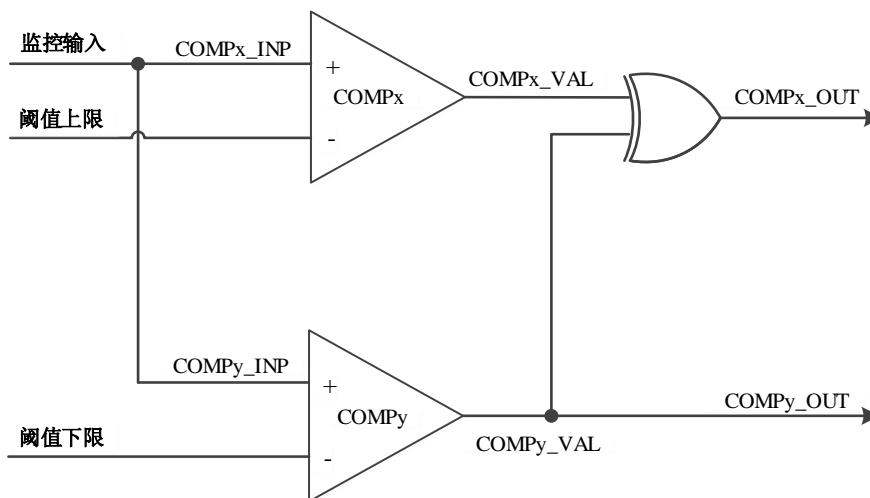 监控输入
COMPx_INP
+
COMPx
-
阈值上限
COMPx_VAL
COMPx_OUT
COMPy_INP
+
COMPy
-
阈值下限
COMPy_VAL
COMPy_OUT